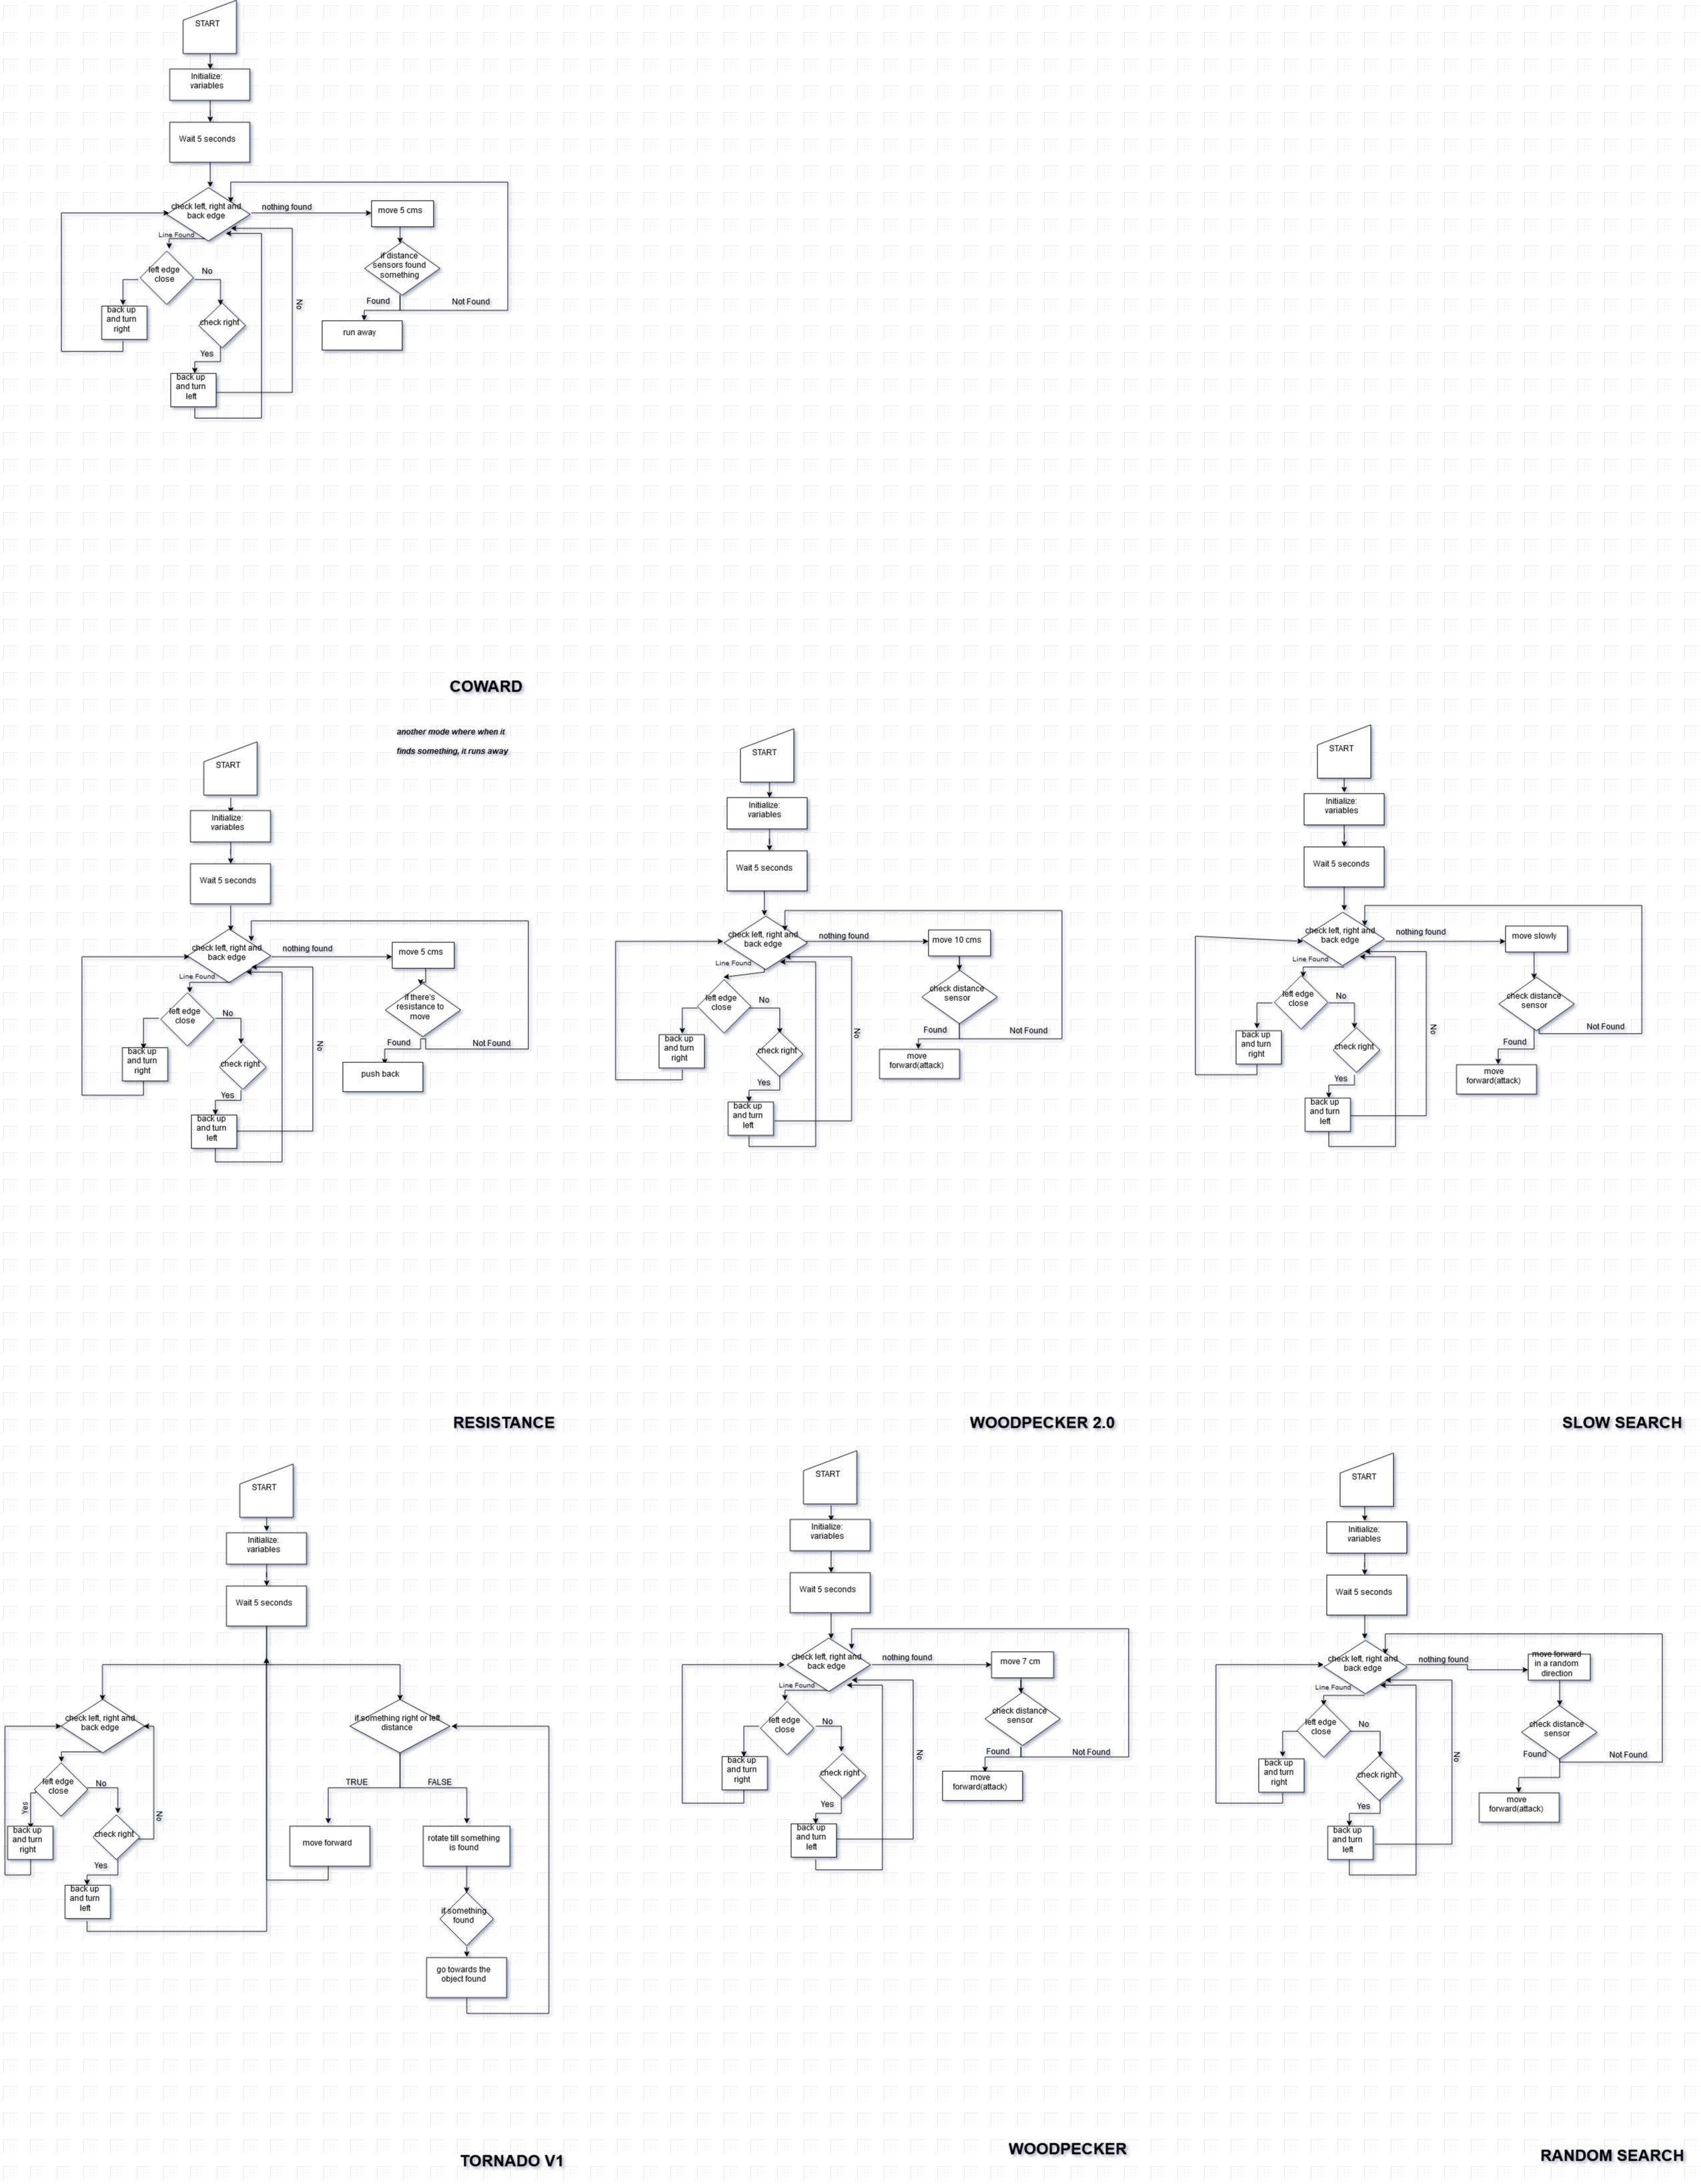 START
Initialize:
variables
Wait 5 seconds
check left, right and
back edge
nothing found
move 5 cms
Line Found
if distance
sensors found
something
left edge
close
No
back up
and turn
right
check right
Found
Not Found
No
run away
Yes
back up
and turn
left
COWARD
another mode where when it
finds something, it runs away
START
Initialize:
variables
Wait 5 seconds
check left, right and
back edge
nothing found
move 5 cms
Line Found
if there's
resistance to
move
left edge
close
No
back up
and turn
right
check right
Found
Not Found
No
push back
Yes
back up
and turn
left
RESISTANCE
START
Initialize:
variables
Wait 5 seconds
check left, right and
back edge
nothing found
move 10 cms
Line Found
check distance
sensor
left edge
close
No
back up
and turn
right
check right
Found
Not Found
No
move
forward(attack)
Yes
back up
and turn
left
WOODPECKER 2.0
START
Initialize:
variables
Wait 5 seconds
check left, right and
back edge
nothing found
move slowly
Line Found
check distance
sensor
left edge
close
No
back up
and turn
right
check right
Found
Not Found
No
move
forward(attack)
Yes
back up
and turn
left
SLOW SEARCH
START
Initialize:
variables
Wait 5 seconds
check left, right and
back edge
if something right or left
distance
left edge
close
No
Yes
back up
and turn
right
check right
No
Yes
back up
and turn
left
TRUE
FALSE
move forward
rotate till something
is found
if something
found
go towards the
object found
TORNADO V1
START
Initialize:
variables
Wait 5 seconds
check left, right and
back edge
nothing found
move 7 cm
Line Found
check distance
sensor
left edge
close
No
back up
and turn
right
check right
Found
Not Found
No
move
forward(attack)
Yes
back up
and turn
left
WOODPECKER
START
Initialize:
variables
Wait 5 seconds
check left, right and
back edge
nothing found
move forward
in a random
direction
Line Found
check distance
sensor
left edge
close
No
back up
and turn
right
check right
Found
Not Found
No
move
forward(attack)
Yes
back up
and turn
left
RANDOM SEARCH